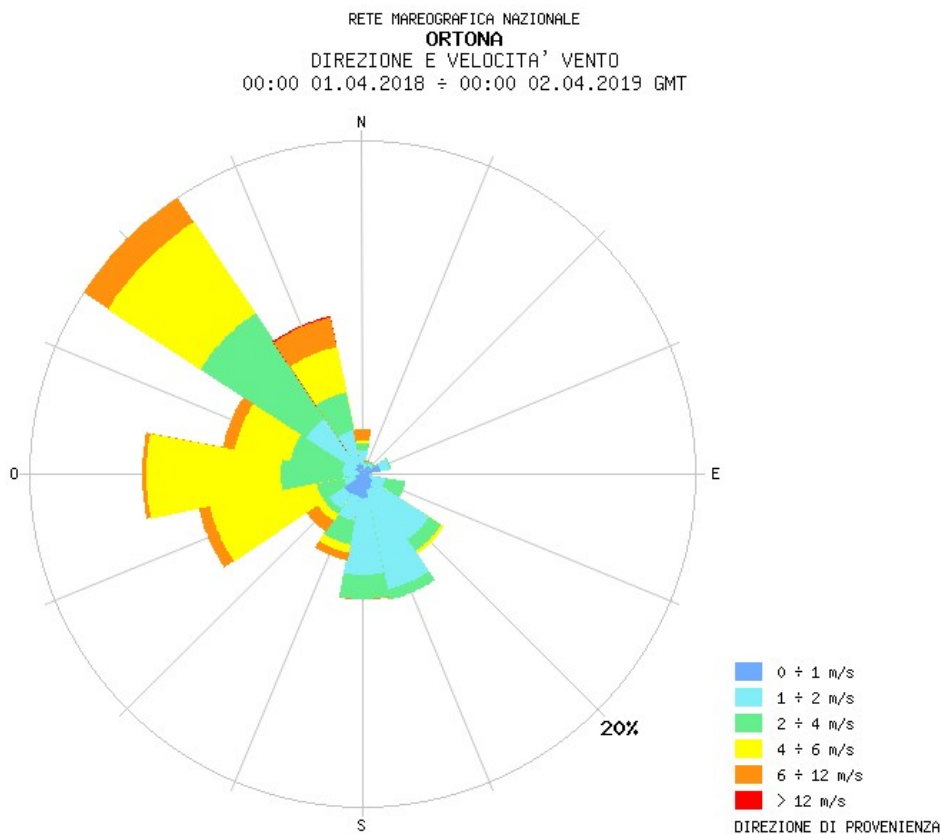 RETE MAREOGRAFICA NAZIONALE
ORTONA
DIREZIONE E VELOCITA' VENTO
00:00 01.04.2018 ÷ 00:00 02.04.2019 GMT
N
O
E
20%
S
0 ÷ 1 m/s
1 ÷ 2 m/s
2 ÷ 4 m/s
4 ÷ 6 m/s
6 ÷ 12 m/s
> 12 m/s
DIREZIONE DI PROVENIENZA